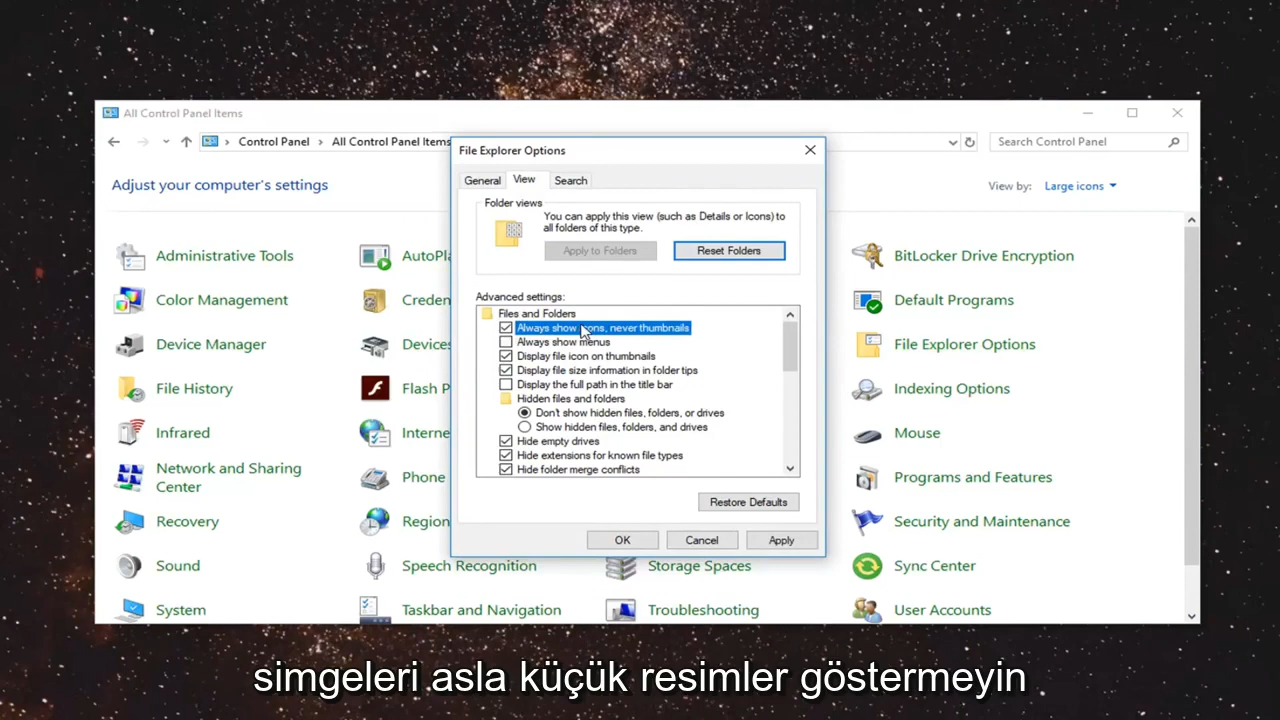 All Control Panel Items
Control Panel > All Control Panel Items
Search Control Panel
Adjust your computer's settings
View by: Large icons
File Explorer Options
General View Search
Folder views
You can apply this view (such as Details or Icons) to
all folders of this type.
Apply to Folders Reset Folders
Advanced settings:
Files and Folders
Always show icons, never thumbnails
Always show menus
Display file icon on thumbnails
Display file size information in folder tips
Display the full path in the title bar
Hidden files and folders
Don't show hidden files, folders, or drives
Show hidden files, folders, and drives
Hide empty drives
Hide extensions for known file types
Hide folder merge conflicts
Restore Defaults
OK Cancel Apply
Administrative Tools
Color Management
Device Manager
File History
Infrared
Network and Sharing
Center
Recovery
Sound
System
AutoPla
Creden
Devices
Flash P
Interne
Phone
Region
Speech Recognition
Taskbar and Navigation
Storage Spaces
Troubleshooting
BitLocker Drive Encryption
Default Programs
File Explorer Options
Indexing Options
Mouse
Programs and Features
Security and Maintenance
Sync Center
User Accounts
simgeleri asla küçük resimler göstermeyin